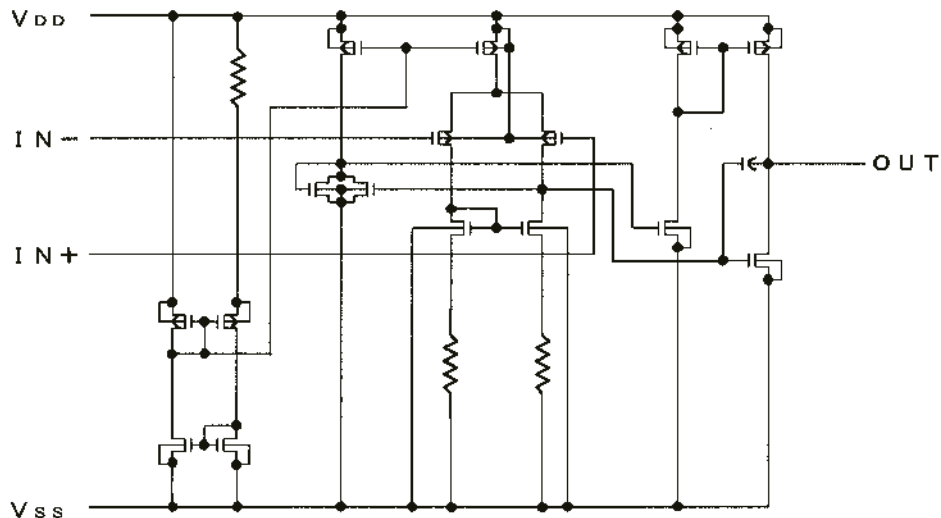 VDD
IN-
OUT
IN+
VSS